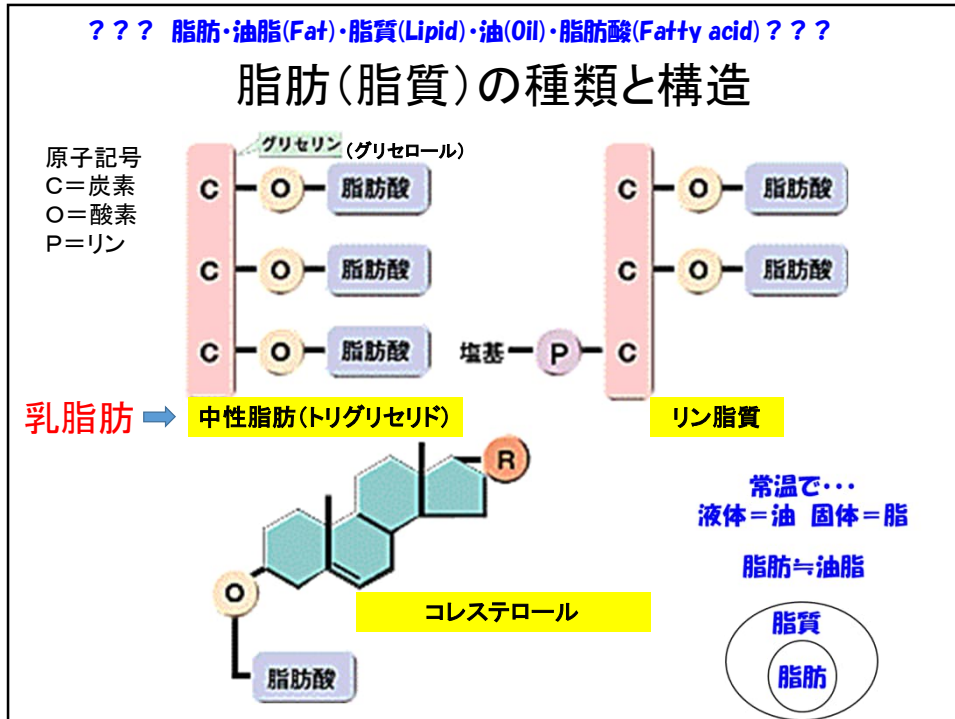 ？？？ 脂肪・油脂(Fat)・脂質(Lipid)・油(Oil)・脂肪酸(Fatty acid)？？？
脂肪（脂質）の種類と構造
原子記号
C＝炭素
O＝酸素
P＝リン
グリセリン(グリセロール)
C O 脂肪酸
C O 脂肪酸
C O 脂肪酸
C O 脂肪酸
C O 脂肪酸
塩基 P C
乳脂肪
中性脂肪(トリグリセリド)
リン脂質
R
O
脂肪酸
コレステロール
常温で・・・
液体＝油 固体＝脂
脂肪≒油脂
脂質
脂肪